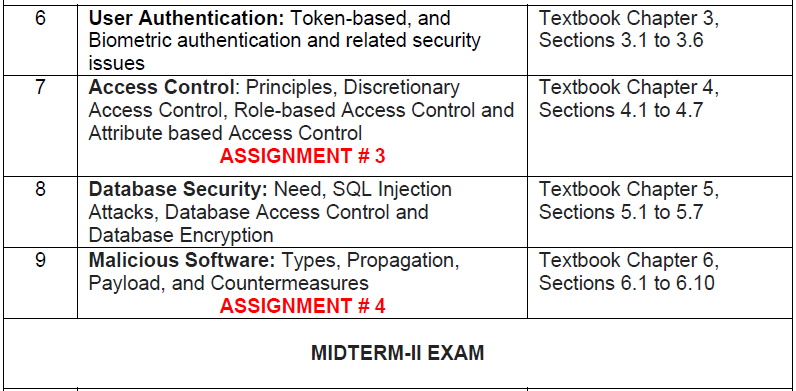 6
User Authentication: Token-based, and
Biometric authentication and related security
issues
Textbook Chapter 3,
Sections 3.1 to 3.6
7
Access Control: Principles, Discretionary
Access Control, Role-based Access Control and
Attribute based Access Control
ASSIGNMENT # 3
Textbook Chapter 4,
Sections 4.1 to 4.7
8
Database Security: Need, SQL Injection
Attacks, Database Access Control and
Database Encryption
Textbook Chapter 5,
Sections 5.1 to 5.7
9
Malicious Software: Types, Propagation,
Payload, and Countermeasures
ASSIGNMENT # 4
Textbook Chapter 6,
Sections 6.1 to 6.10
MIDTERM-II EXAM